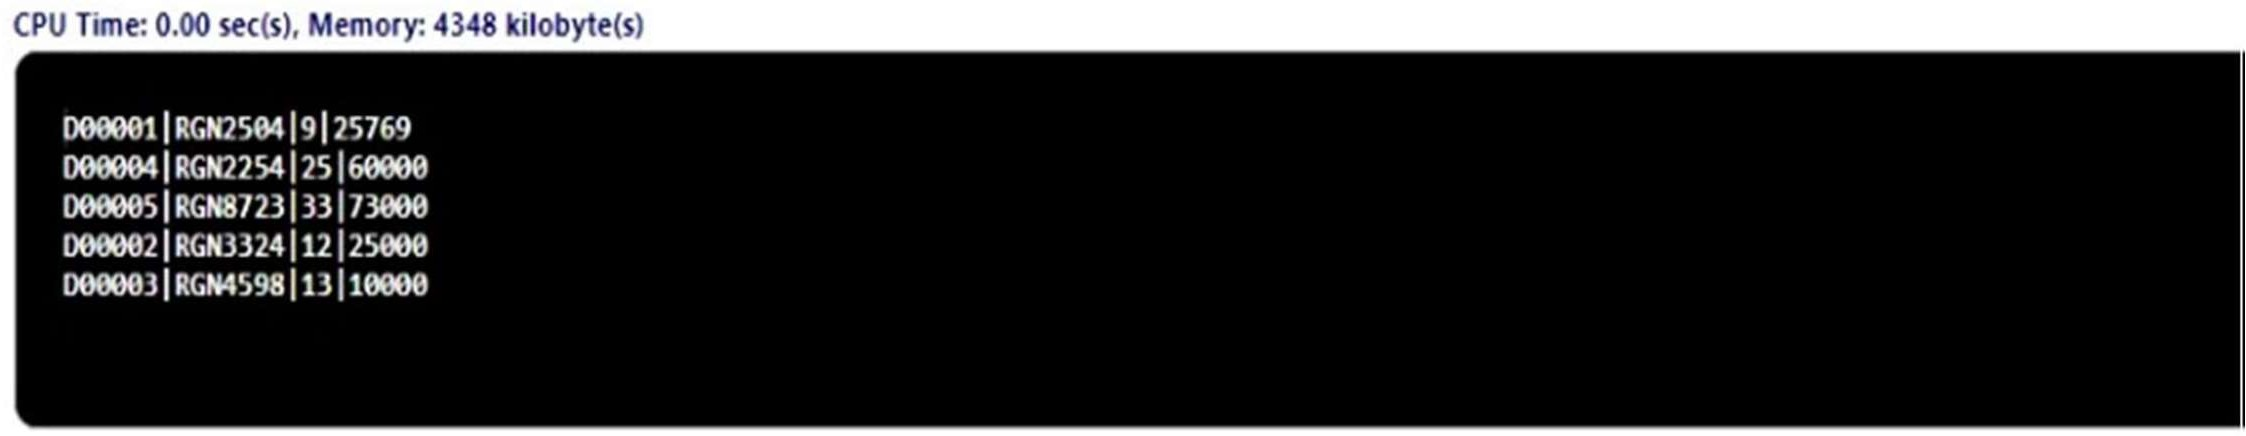 CPU Time: 0.00 sec(s), Memory: 4348 kilobyte(s)
D00001|RGN2504|9|25769
D00004|RGN2254|25|60000
D00005|RGN8723|33|73000
D00002|RGN3324|12|25000
D00003|RGN4598|13|10000